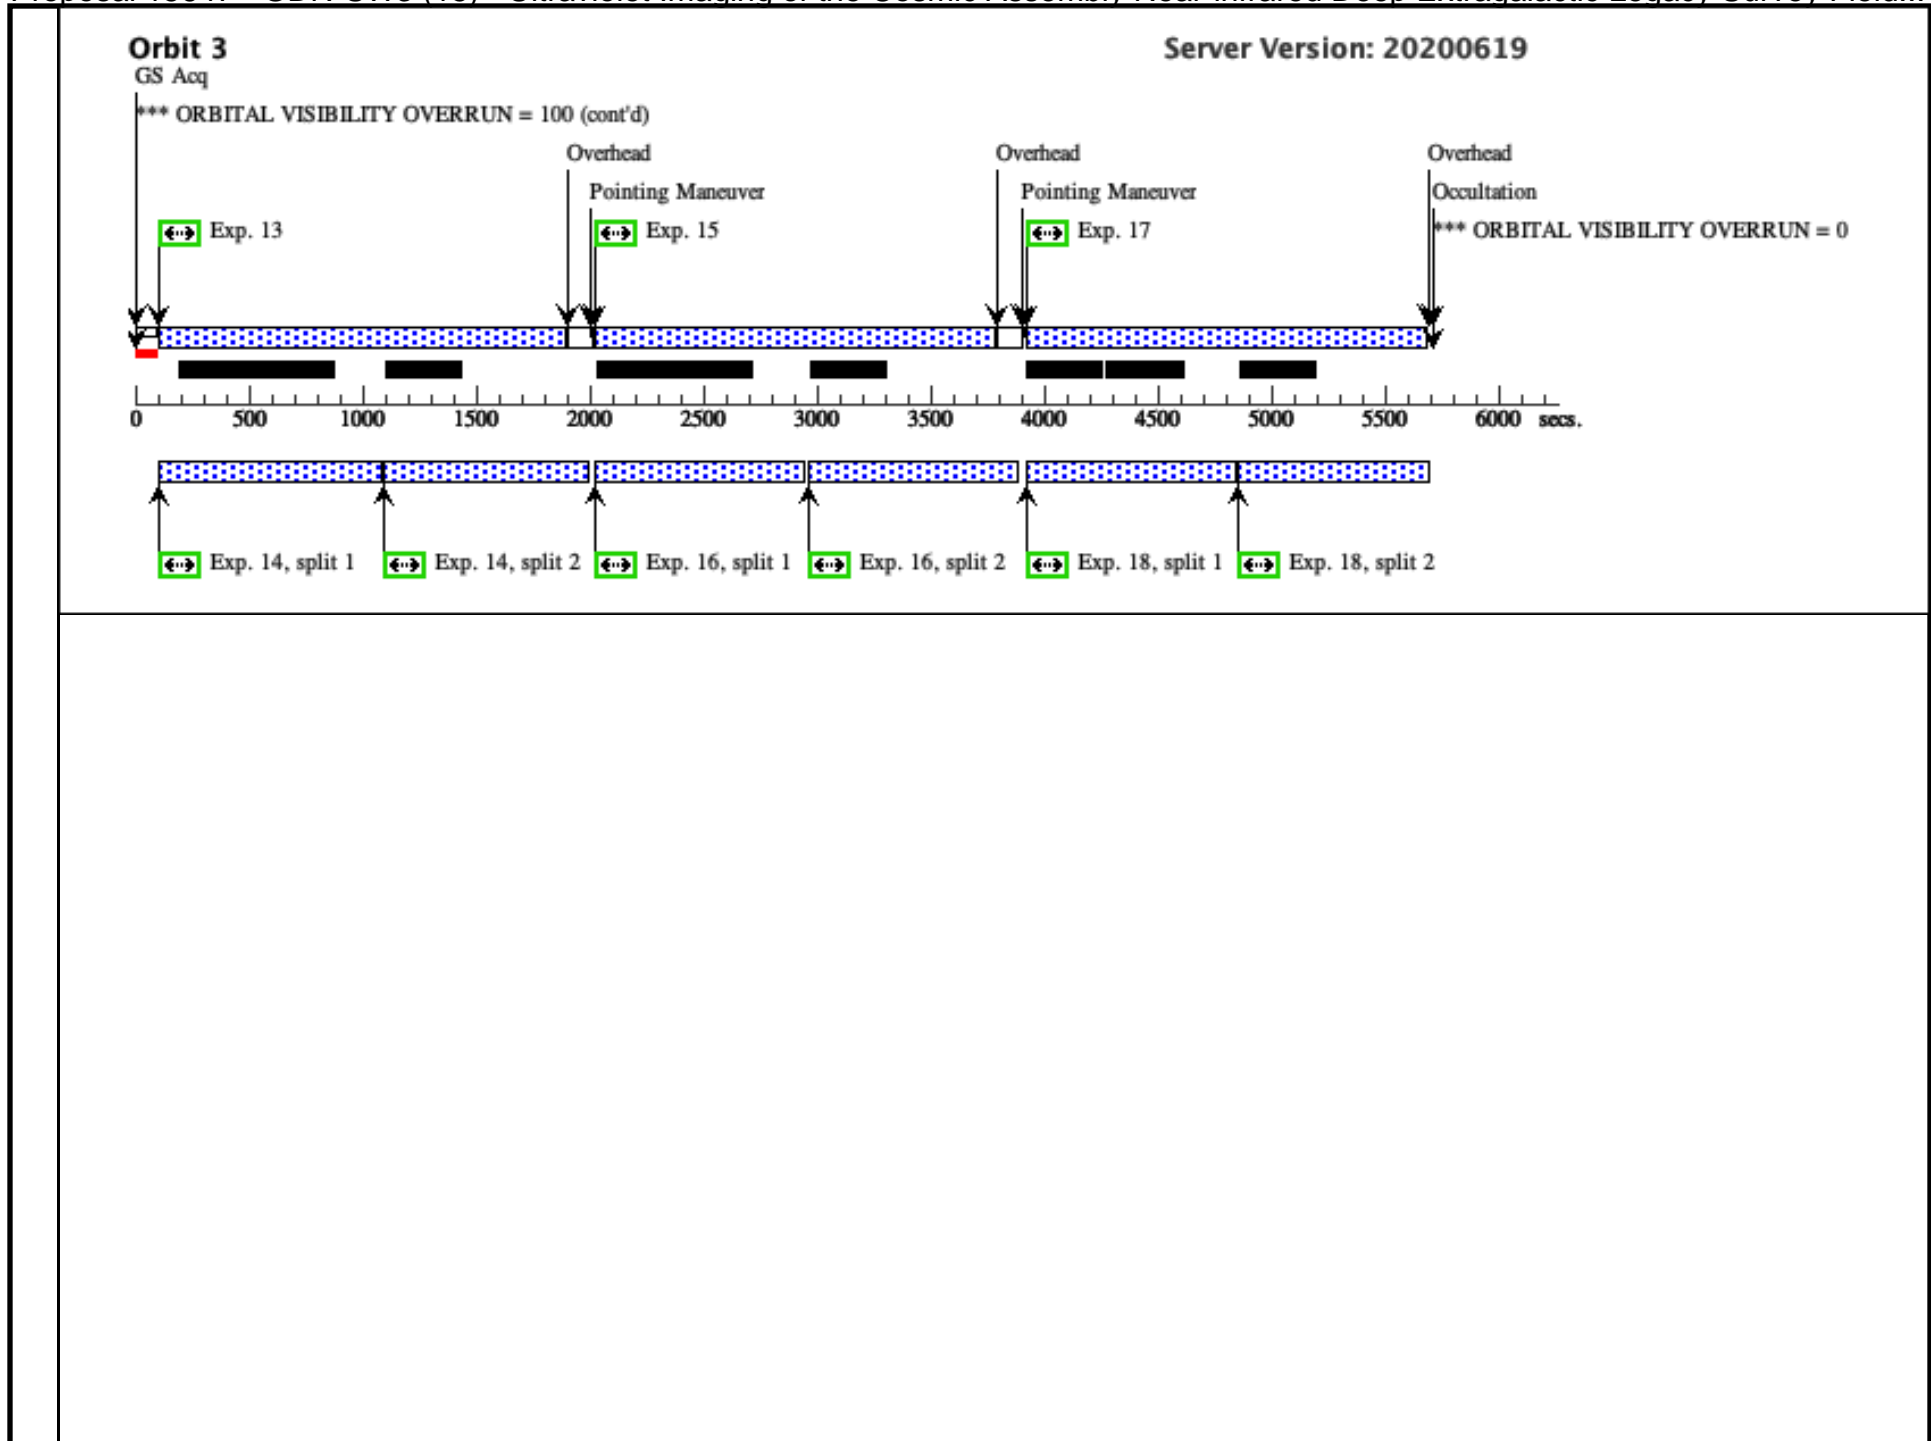 Orbit 3
Server Version: 20200619
GS Acq
*** ORBITAL VISIBILITY OVERRUN = 100 (cont'd)
Overhead Overhead Overhead
Pointing Maneuver Pointing Maneuver Occultation
Exp. 13 Exp. 15 Exp. 17 *** ORBITAL VISIBILITY OVERRUN = 0
0 500 1000 1500 2000 2500 3000 3500 4000 4500 5000 5500 6000 secs.
Exp. 14, split 1 Exp. 14, split 2 Exp. 16, split 1 Exp. 16, split 2 Exp. 18, split 1 Exp. 18, split 2